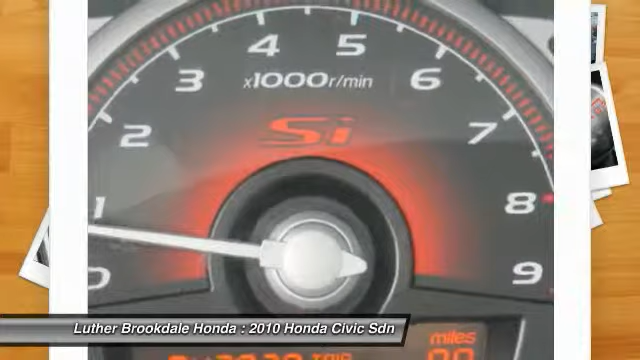 4 5
3 x1000r/min 6
Si
2 7
1 8
0 9
Luther Brookdale Honda : 2010 Honda Civic Sdn
miles
TRIP